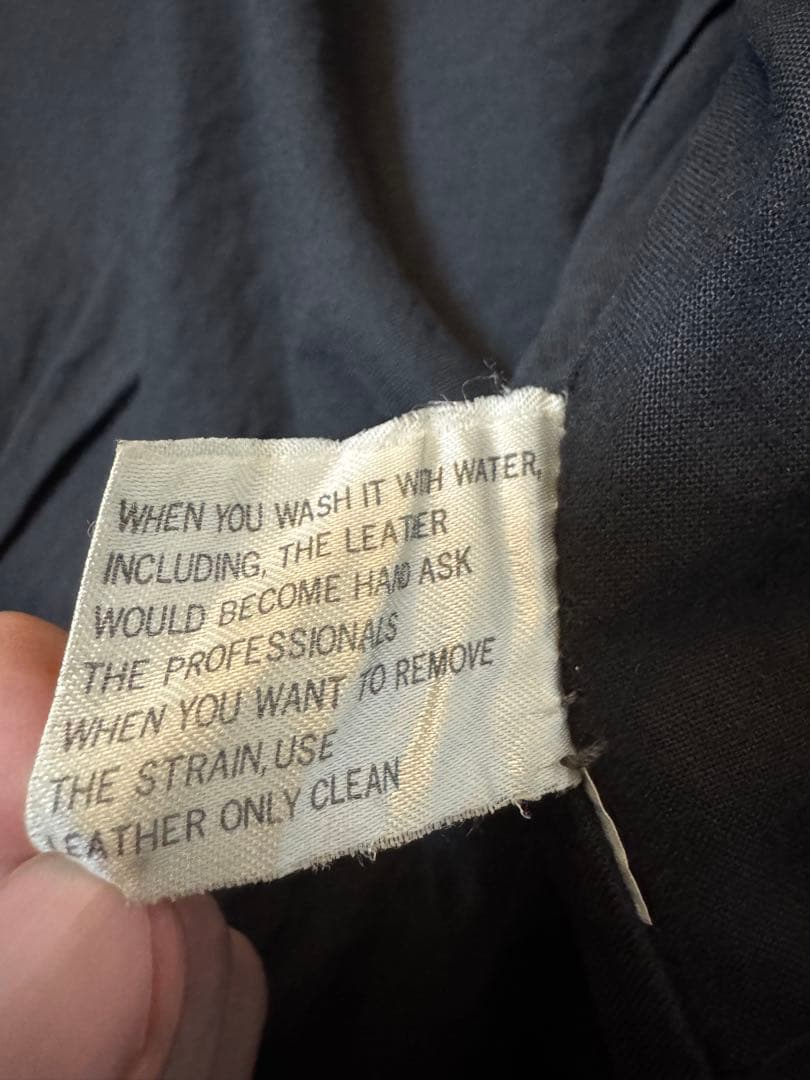 WHEN YOU WASH IT WITH WATER,
INCLUDING, THE LEATHER
WOULD BECOME HAND ASK
THE PROFESSIONALS
WHEN YOU WANT TO REMOVE
THE STRAIN, USE
LEATHER ONLY CLEAN